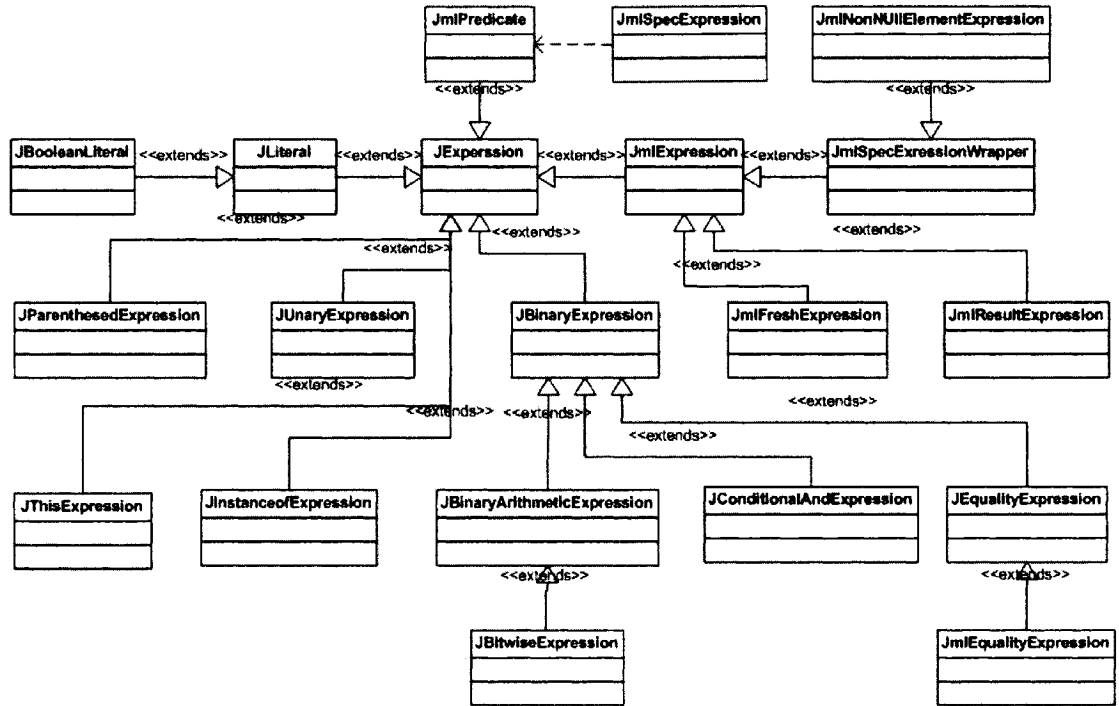 JmlPredicate
JmlSpecExpression
JmlNonNUllElementExpression
<<extends>>
<<extends>>
JBooleanLiteral
<<extends>>
JLiteral
<<extends>>
JExperssion
<<extends>>
JmlExpression
<<extends>>
JmlSpecExressionWrapper
<<extends>>
<<extends>>
<<extends>>
<<extends>>
<<extends>>
JParenthesedExpression
JUnaryExpression
JBinaryExpression
JmlFreshExpression
JmlResultExpression
<<extends>>
<<extends>>
<<extends>>
<<extends>>
<<extends>>
JThisExpression
JInstanceofExpression
JBinaryArithmeticExpression
JConditionalAndExpression
JEqualityExpression
<<extends>>
<<extends>>
JBitwiseExpression
JmlEqualityExpression